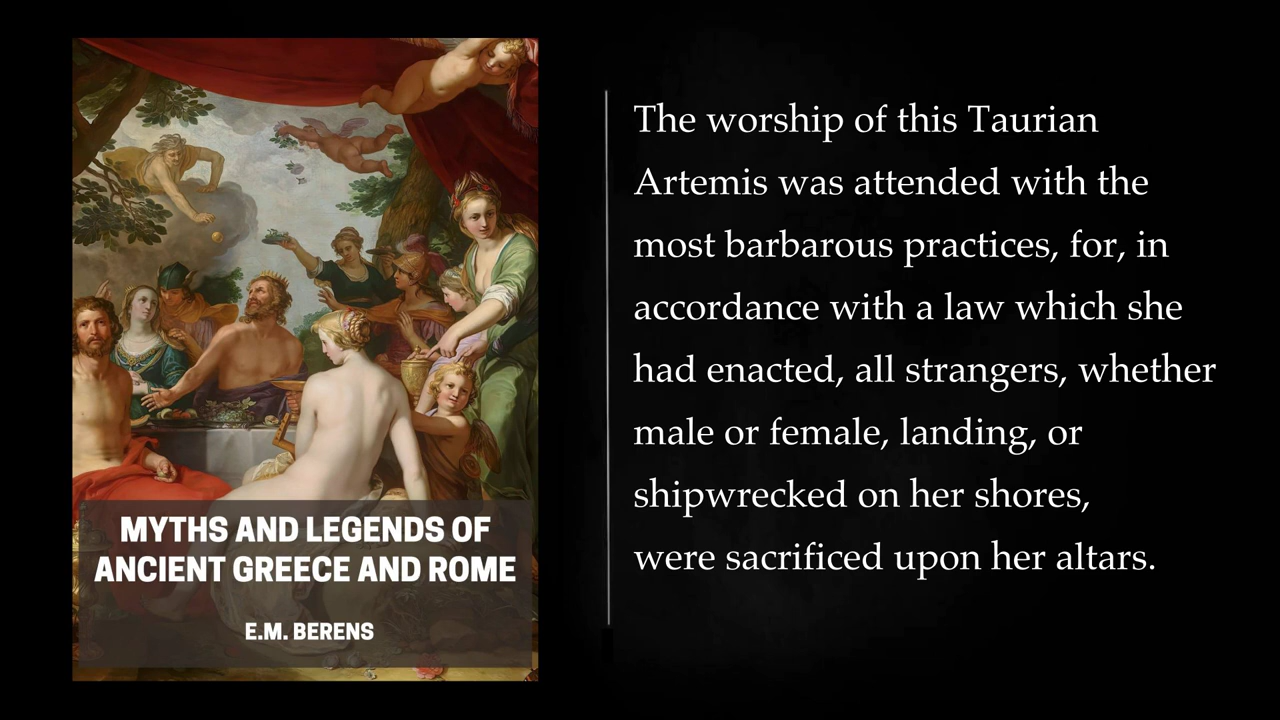 MYTHS AND LEGENDS OF
ANCIENT GREECE AND ROME
E.M. BERENS
The worship of this Taurian
Artemis was attended with the
most barbarous practices, for, in
accordance with a law which she
had enacted, all strangers, whether
male or female, landing, or
shipwrecked on her shores,
were sacrificed upon her altars.